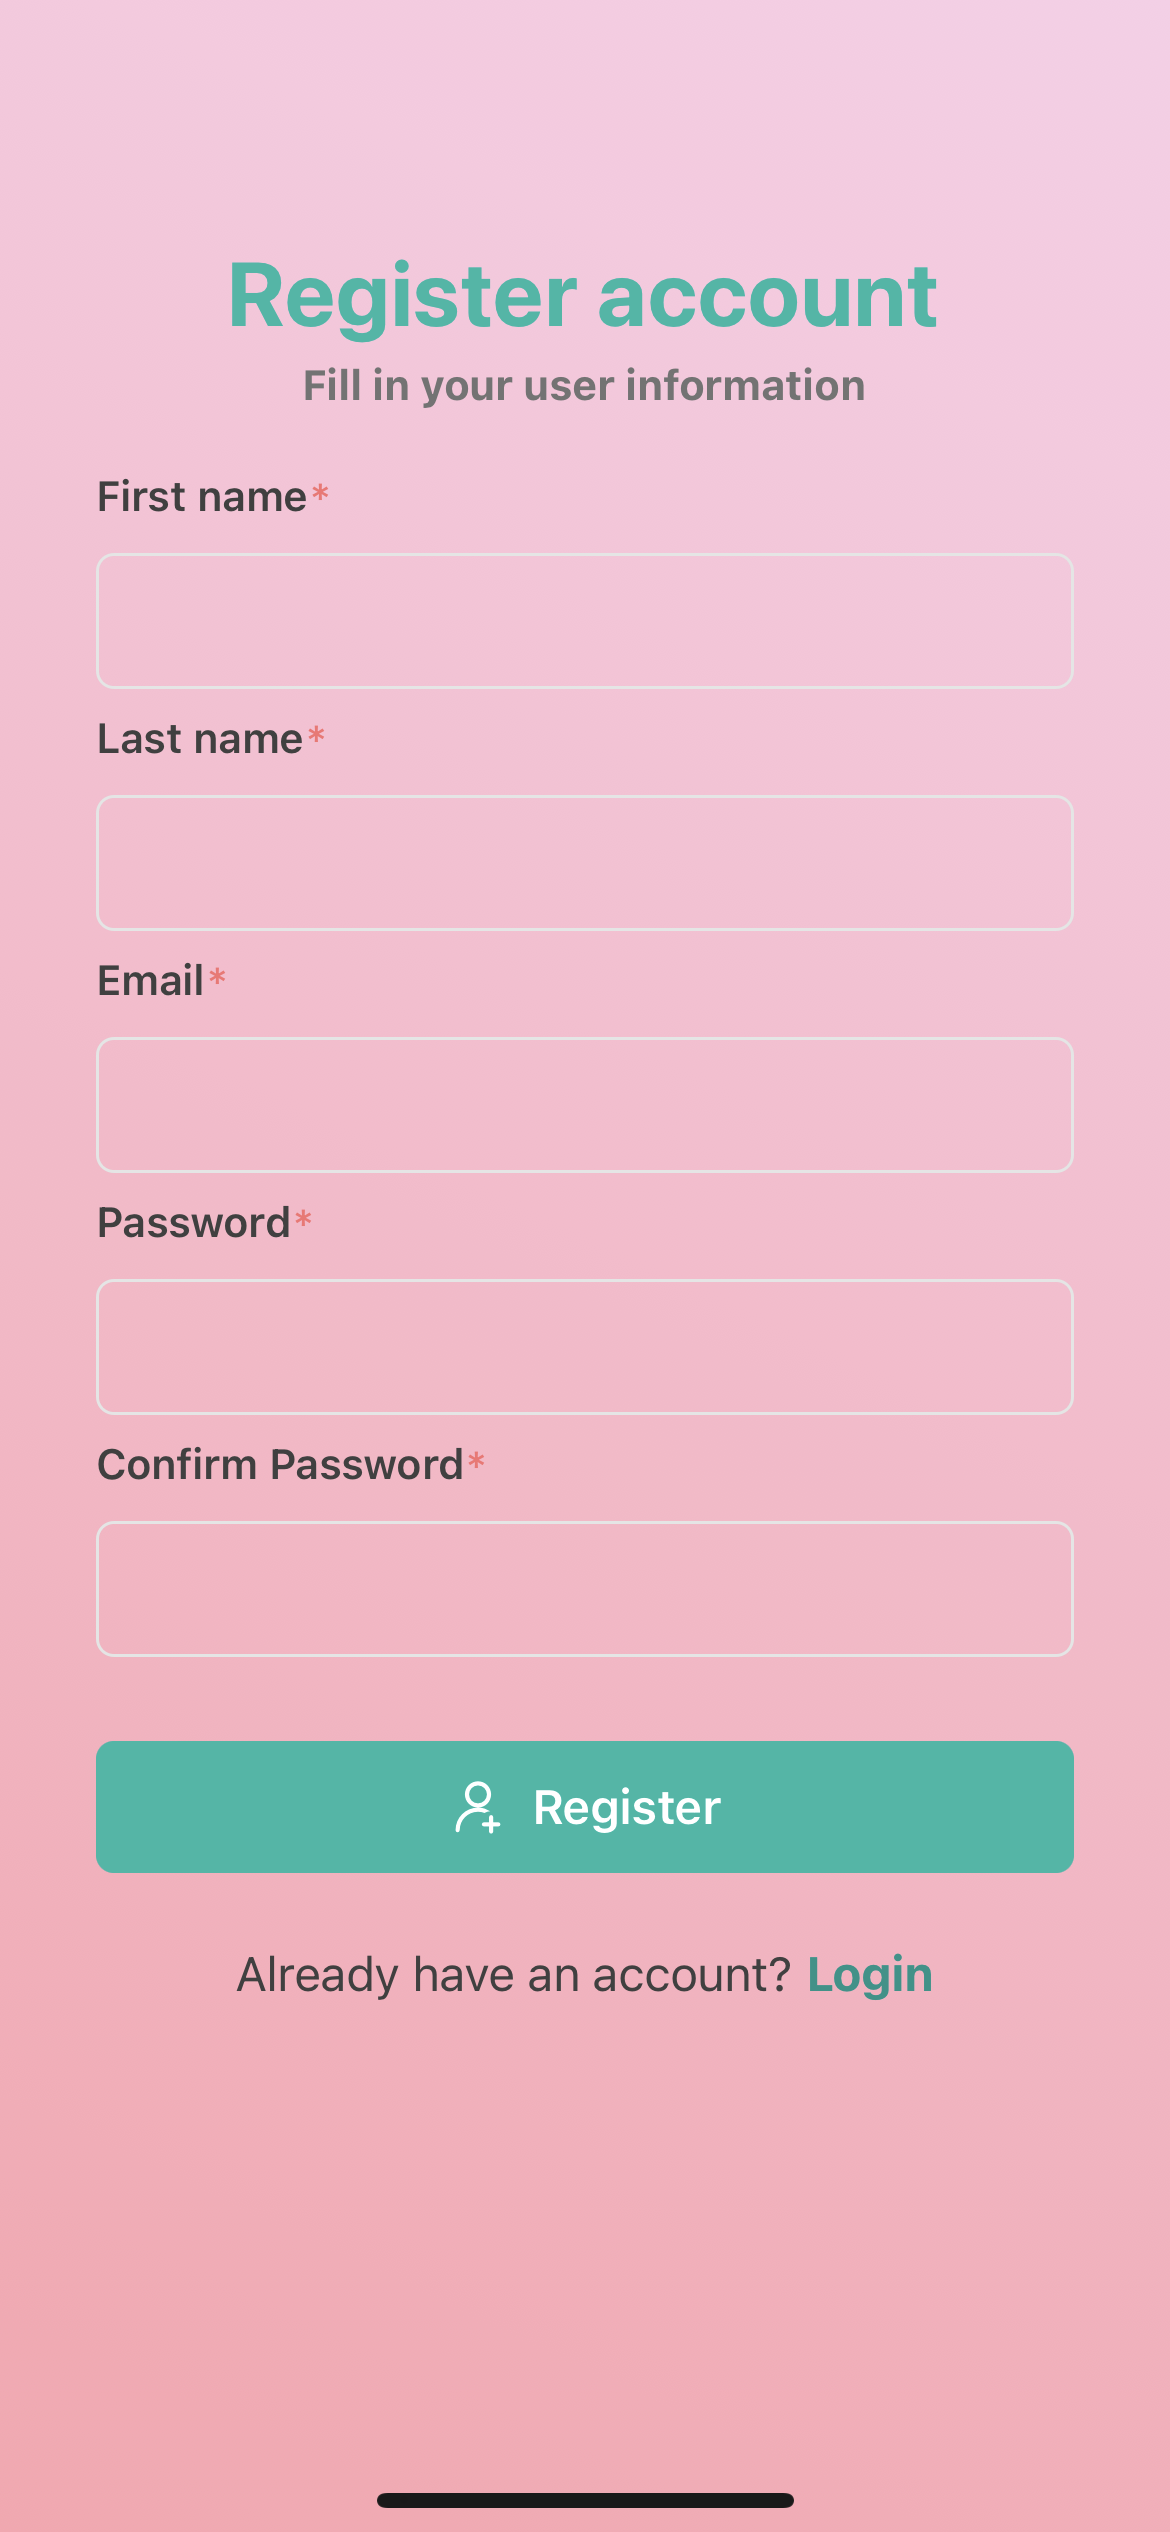 Register account
Fill in your user information
First name*
Last name*
Email*
Password*
Confirm Password*
Register
Already have an account? Login